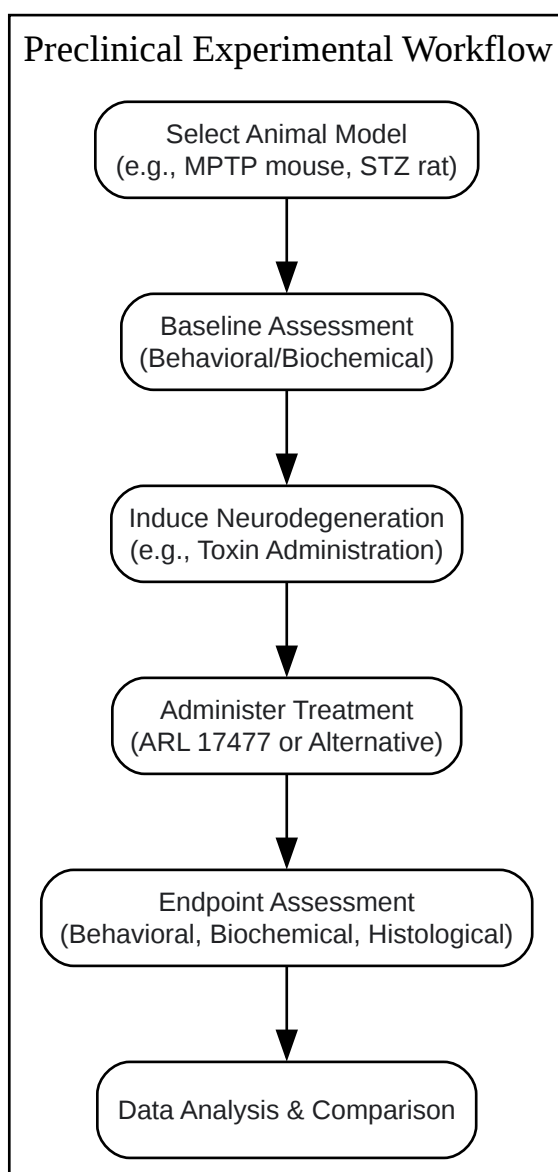 Preclinical Experimental Workflow
Select Animal Model
(e.g., MPTP mouse, STZ rat)
Baseline Assessment
(Behavioral/Biochemical)
Induce Neurodegeneration
(e.g., Toxin Administration)
Administer Treatment
(ARL 17477 or Alternative)
Endpoint Assessment
(Behavioral, Biochemical, Histological)
Data Analysis & Comparison